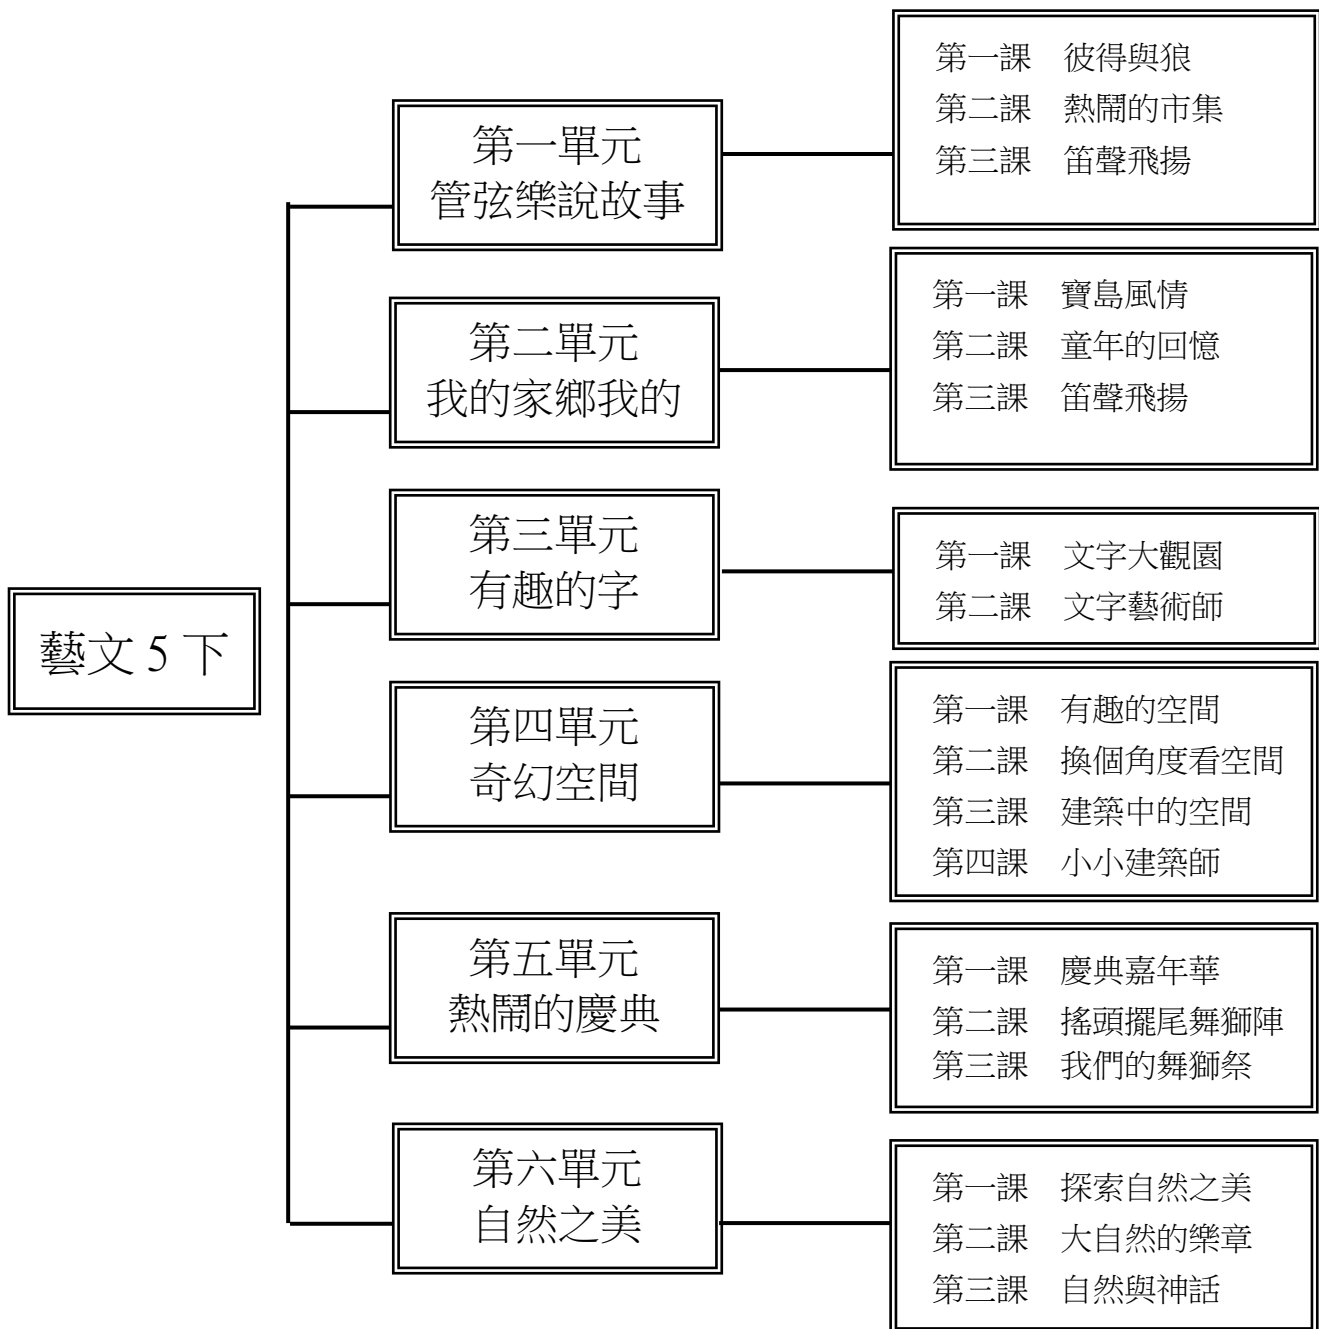 藝文5下
第一單元
管弦樂說故事
第一課　彼得與狼
第二課　熱鬧的市集
第三課　笛聲飛揚
第二單元
我的家鄉我的
第一課　寶島風情
第二課　童年的回憶
第三課　笛聲飛揚
第三單元
有趣的字
第一課　文字大觀園
第二課　文字藝術師
第四單元
奇幻空間
第一課　有趣的空間
第二課　換個角度看空間
第三課　建築中的空間
第四課　小小建築師
第五單元
熱鬧的慶典
第一課　慶典嘉年華
第二課　搖頭擺尾舞獅陣
第三課　我們的舞獅祭
第六單元
自然之美
第一課　探索自然之美
第二課　大自然的樂章
第三課　自然與神話